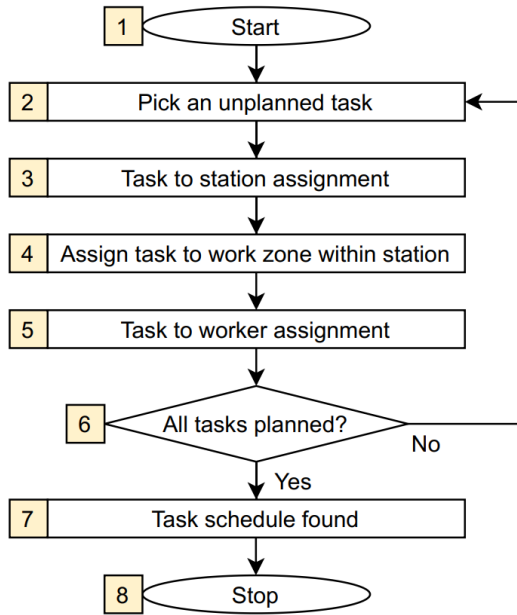 1 Start
2 Pick an unplanned task
3 Task to station assignment
4 Assign task to work zone within station
5 Task to worker assignment
6 All tasks planned?
No
Yes
7 Task schedule found
8 Stop